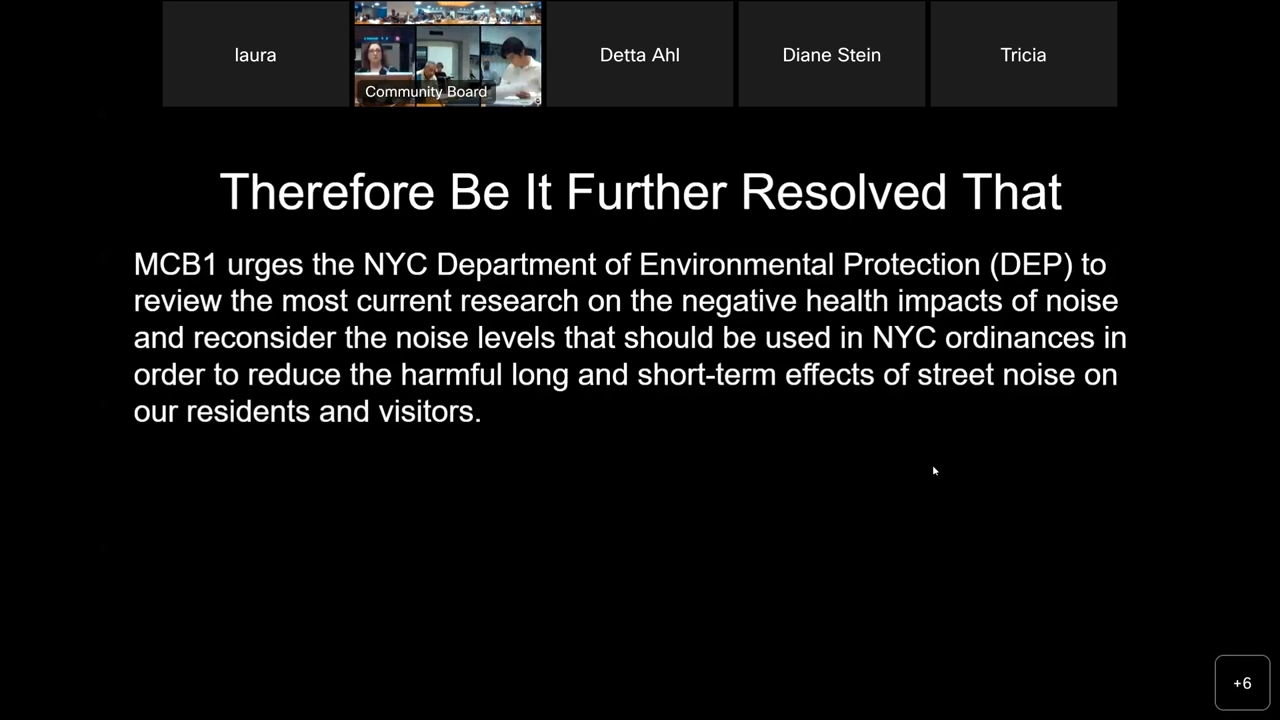 laura
Community Board
Detta Ahl
Diane Stein
Tricia
Therefore Be It Further Resolved That
MCB1 urges the NYC Department of Environmental Protection (DEP) to
review the most current research on the negative health impacts of noise
and reconsider the noise levels that should be used in NYC ordinances in
order to reduce the harmful long and short-term effects of street noise on
our residents and visitors.
+6